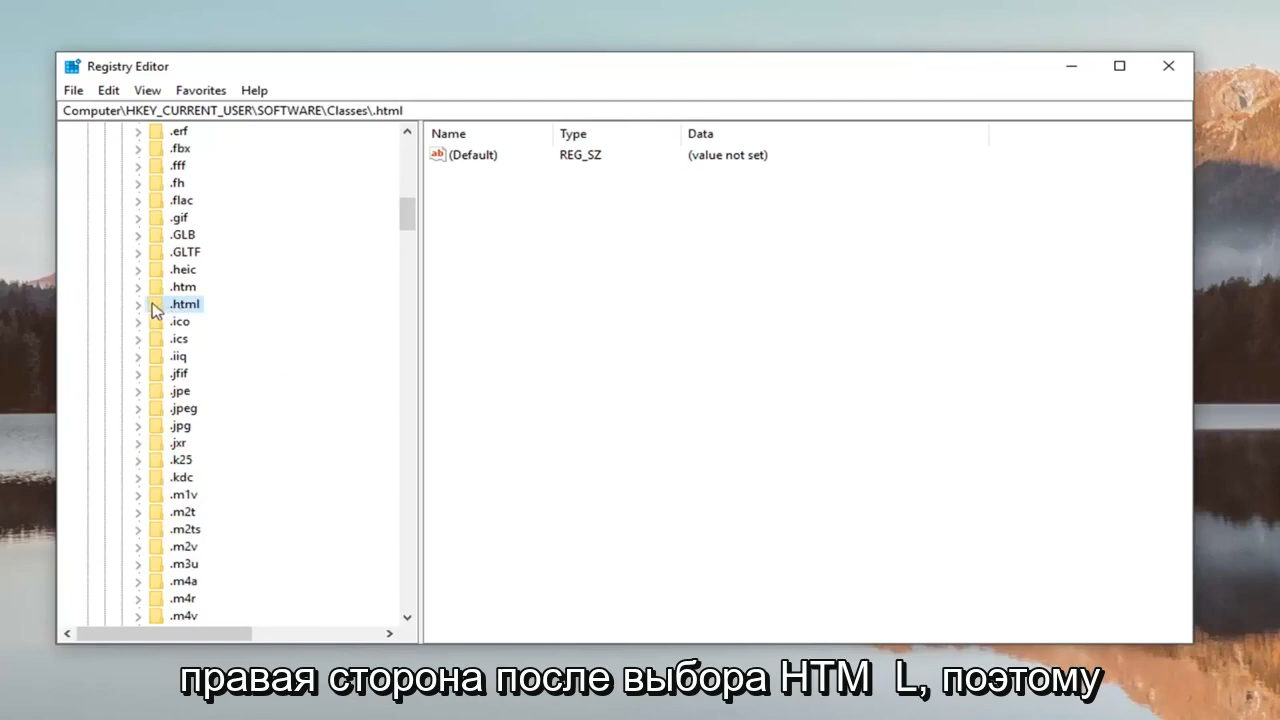 Registry Editor
File Edit View Favorites Help
Computer\HKEY_CURRENT_USER\SOFTWARE\Classes\.html
Name Type Data
(Default) REG_SZ (value not set)
.erf
.fbx
.fff
.fh
.flac
.gif
.GLB
.GLTF
.heic
.htm
.html
.ico
.ics
.iiq
.jfif
.jpe
.jpeg
.jpg
.jxr
.k25
.kdc
.m1v
.m2t
.m2ts
.m2v
.m3u
.m4a
.m4r
.m4v
правая сторона после выбора HTM L, поэтому